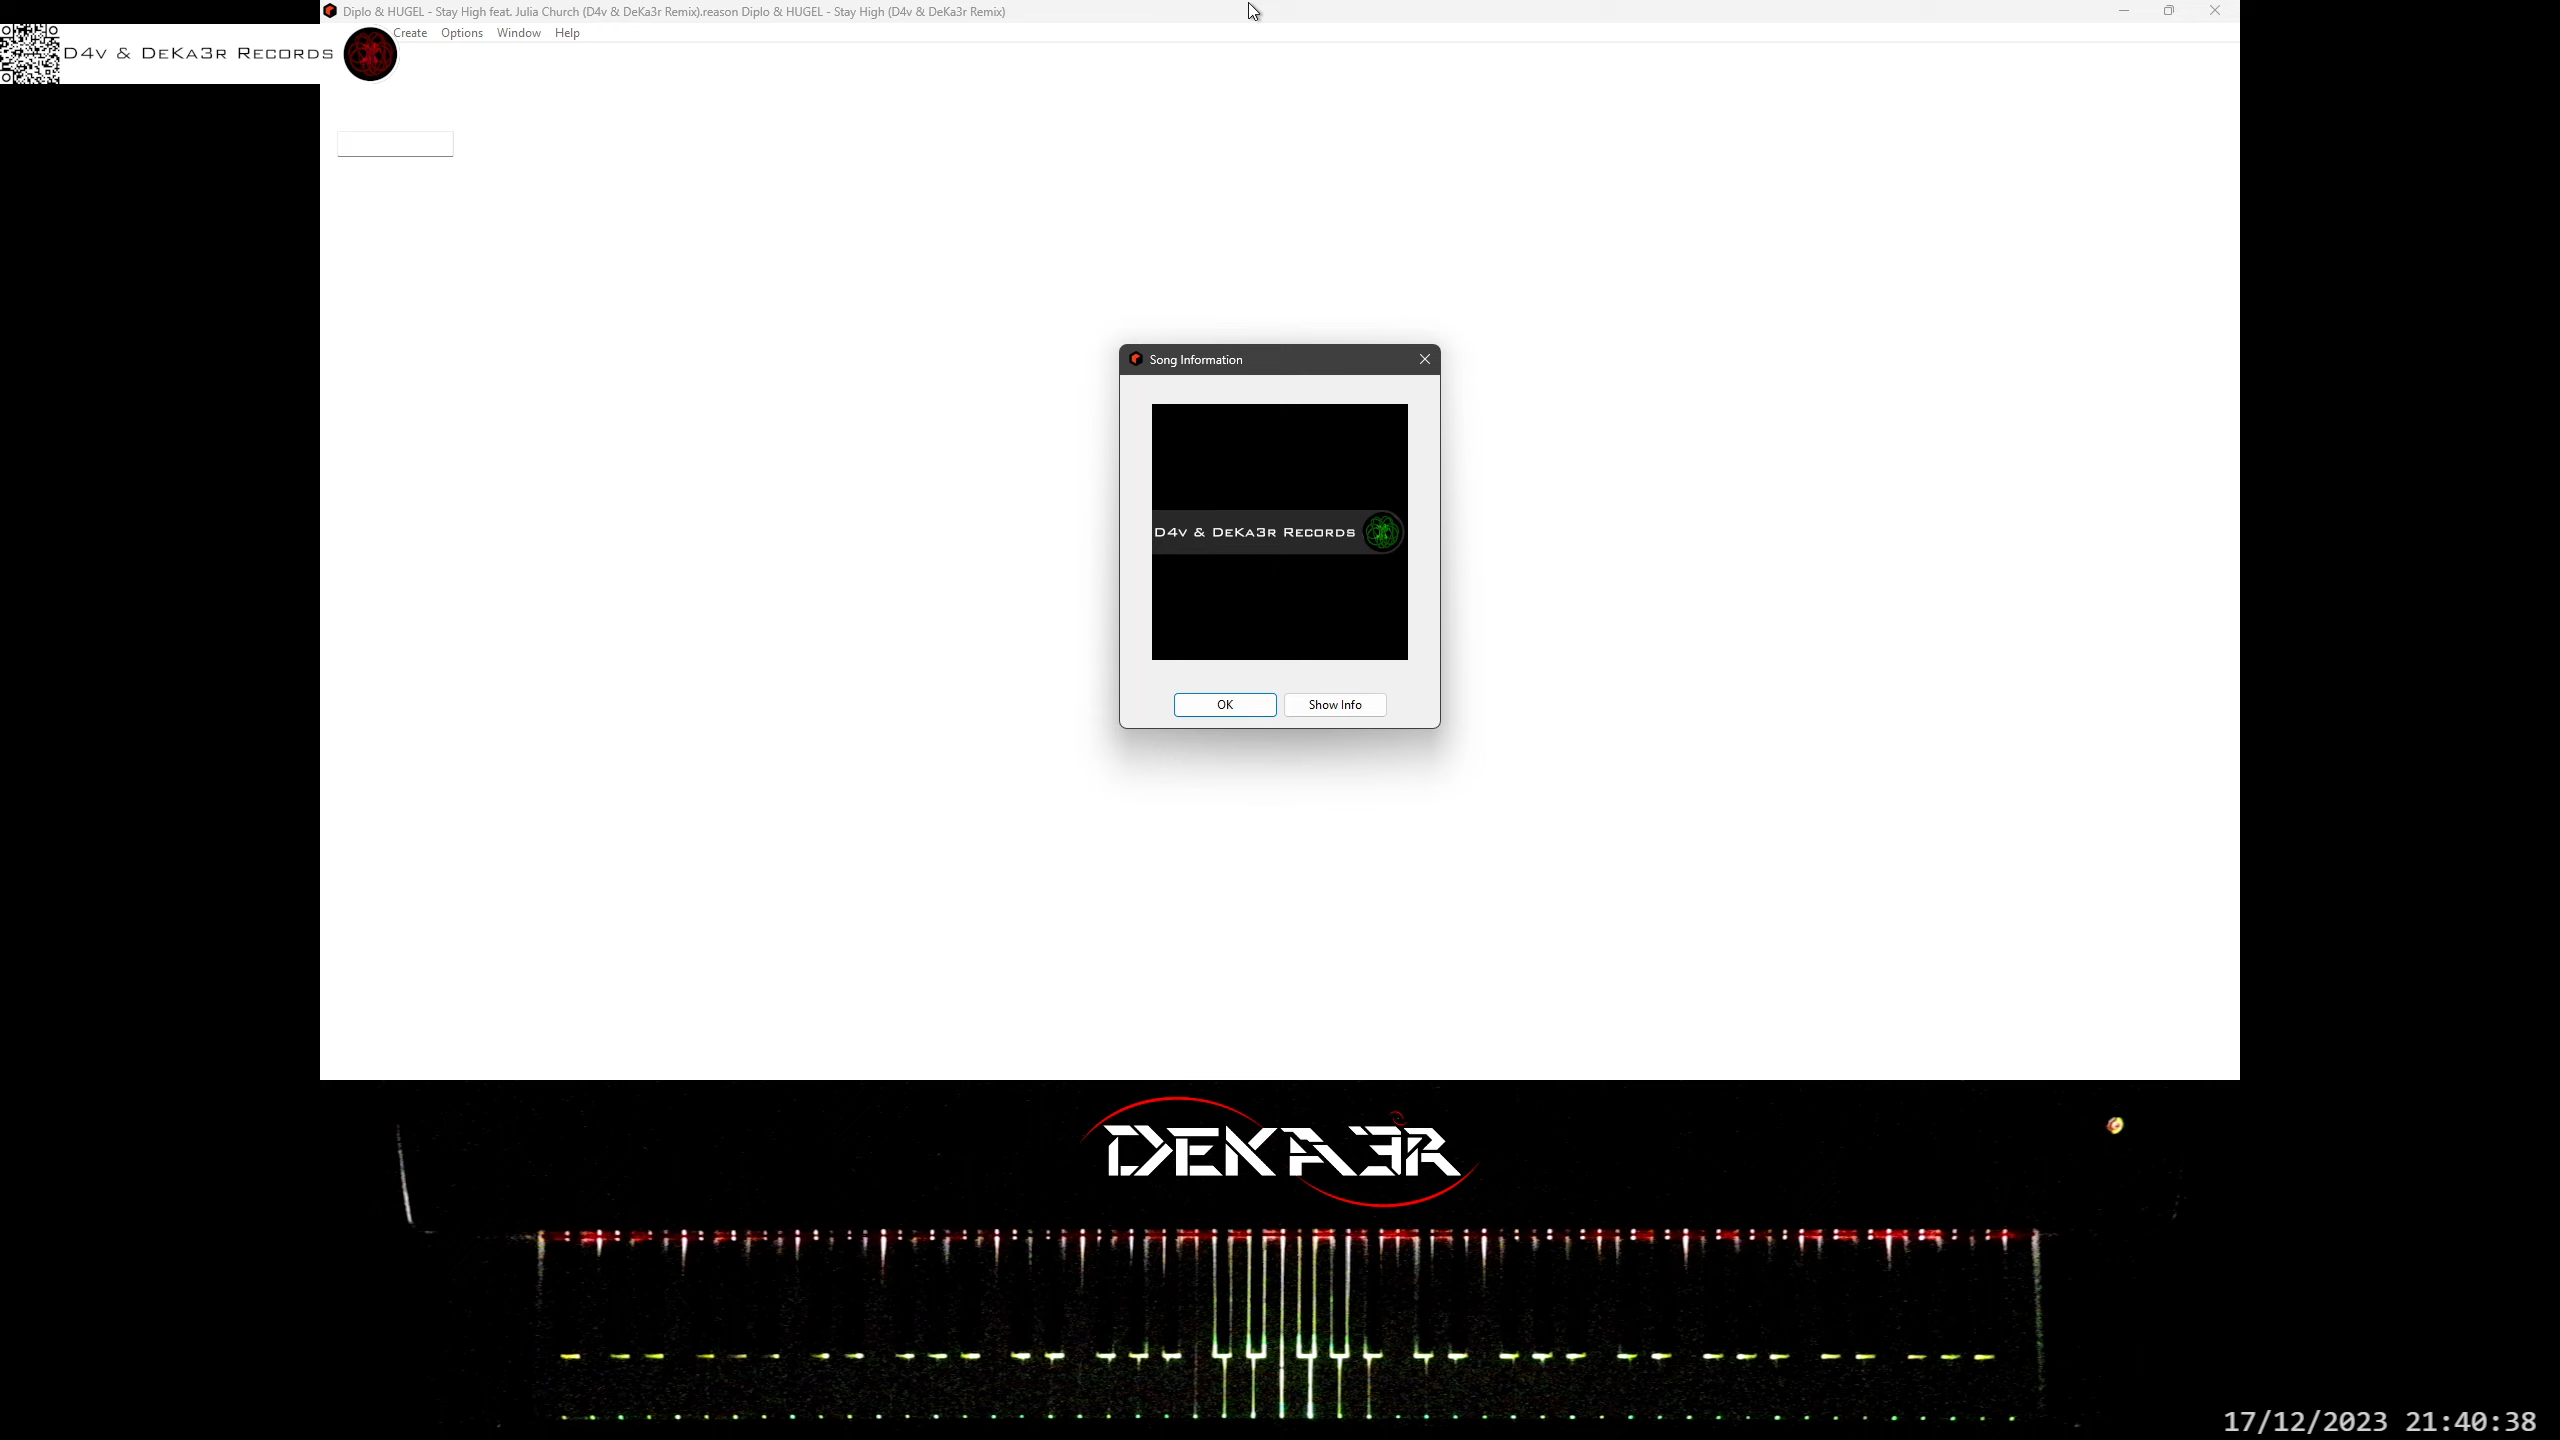 Diplo & HUGEL - Stay High feat. Julia Church (D4v & DeKa3r Remix).reason Diplo & HUGEL - Stay High (D4v & DeKa3r Remix)
Create Options Window Help
D4v & DeKa3r Records
Song Information
D4v & DeKa3r Records
OK Show Info
DEKA3R
17/12/2023 21:40:38